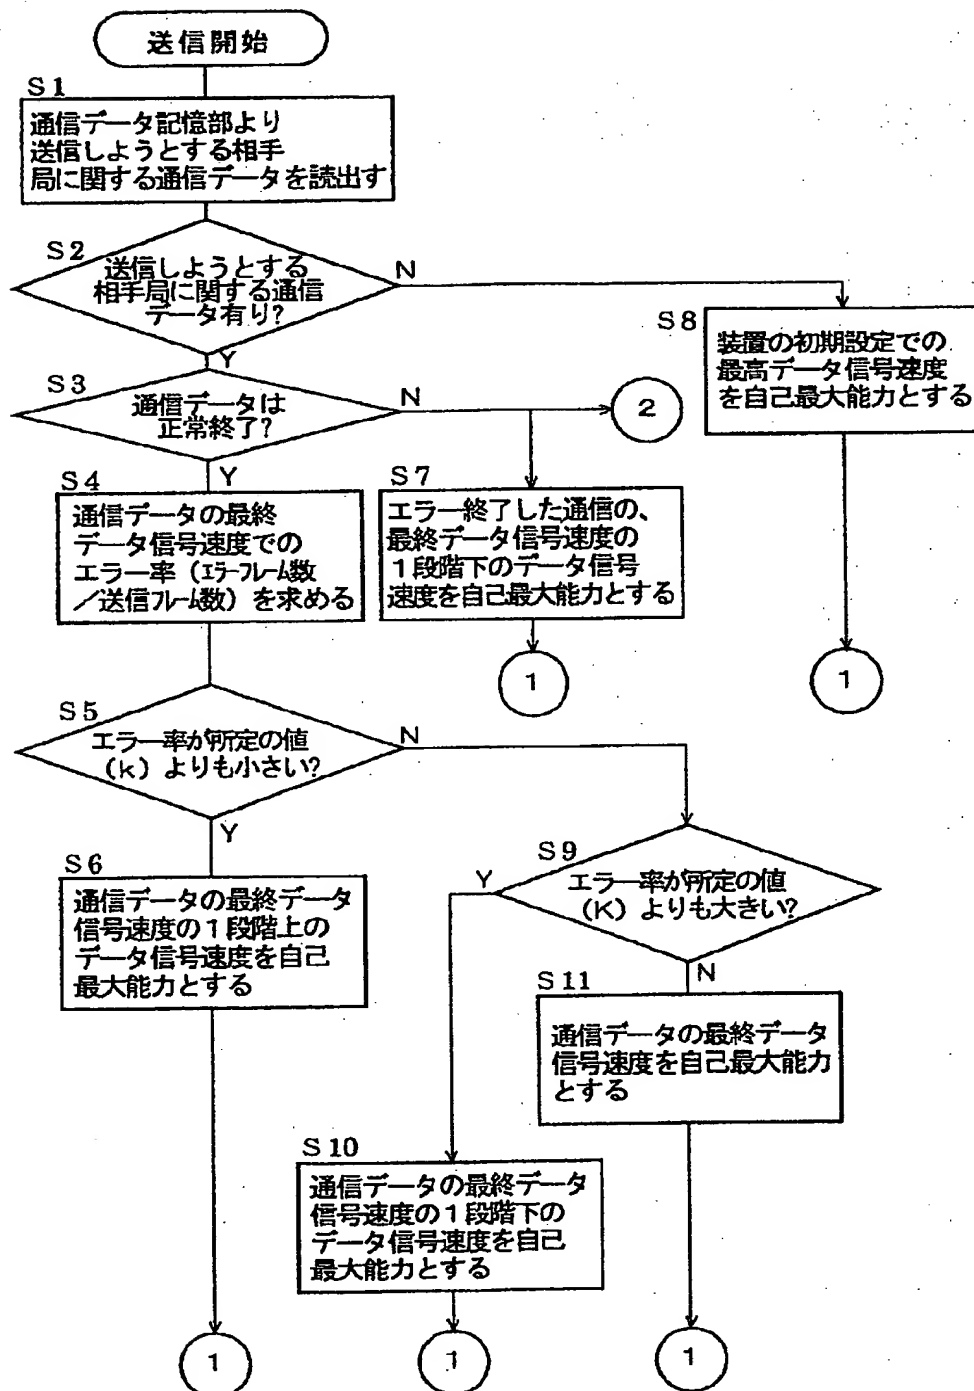 送信開始
S1
通信データ記憶部より
送信しようとする相手
局に関する通信データを読出す
S2
送信しようとする
相手局に関する通信
データ有り?
N
Y
S8
装置の初期設定での
最高データ信号速度
を自己最大能力とする
S3
通信データは
正常終了?
N
2
Y
S4
通信データの最終
データ信号速度での
エラー率(エラーフレーム数
/送信フレーム数)を求める
S7
エラー終了した通信の、
最終データ信号速度の
1段階下のデータ信号
速度を自己最大能力とする
1
1
S5
エラー率が所定の値
(k)よりも小さい?
N
Y
S6
通信データの最終データ
信号速度の1段階上の
データ信号速度を自己
最大能力とする
S9
エラー率が所定の値
(K)よりも大きい?
Y
N
S11
通信データの最終データ
信号速度を自己最大能力
とする
S10
通信データの最終データ
信号速度の1段階下の
データ信号速度を自己
最大能力とする
1
1
1